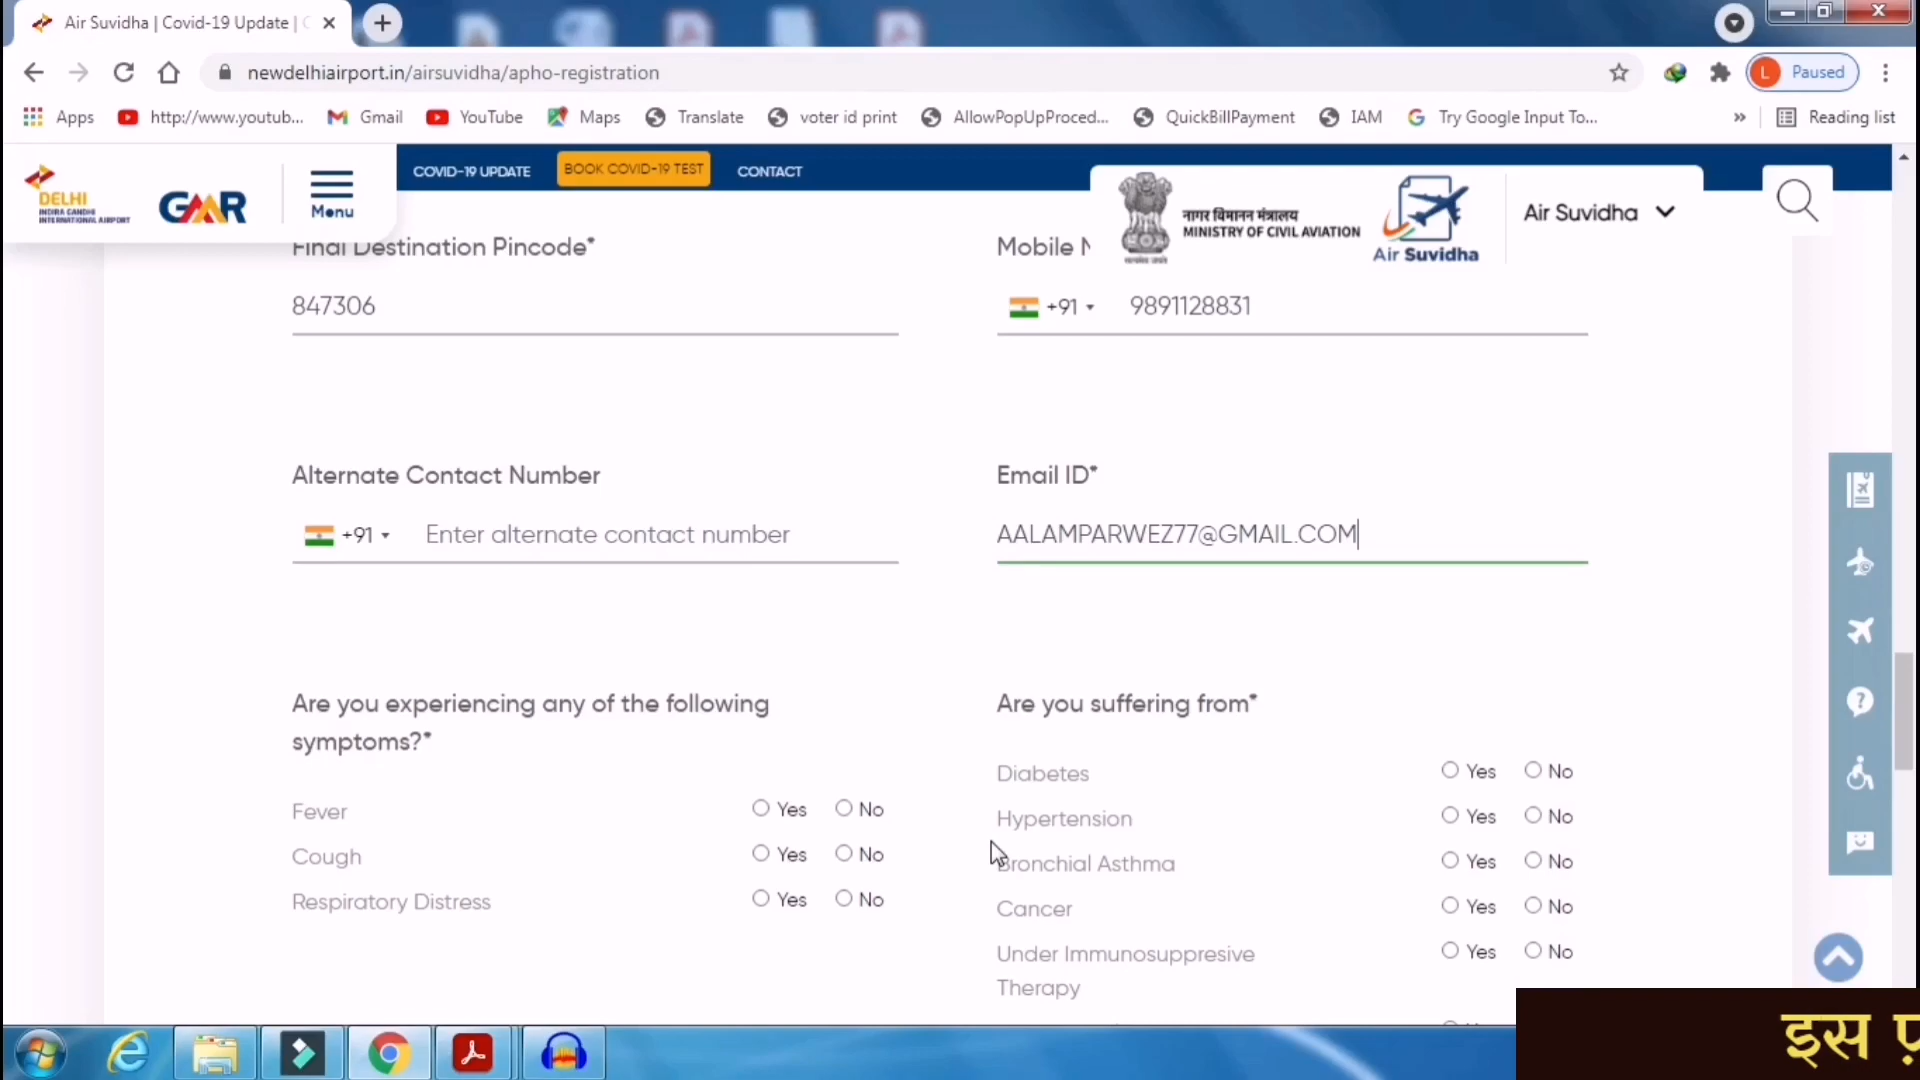 Air Suvidha | Covid-19 Update |
newdelhiairport.in/airsuvidha/apho-registration
L Paused
Apps http://www.youtub... Gmail YouTube Maps Translate voter id print AllowPopUpProced... QuickBillPayment IAM Try Google Input To... » Reading list
DELHI
INDIRA GANDHI
INTERNATIONAL AIRPORT
GMR
Menu
COVID-19 UPDATE BOOK COVID-19 TEST CONTACT
नागर विमानन मंत्रालय
MINISTRY OF CIVIL AVIATION
Air Suvidha
Air Suvidha
Final Destination Pincode* Mobile N
847306 +91 9891128831
Alternate Contact Number Email ID*
+91 Enter alternate contact number AALAMPARWEZ77@GMAIL.COM
Are you experiencing any of the following
symptoms?*
Fever Yes No
Cough Yes No
Respiratory Distress Yes No
Are you suffering from*
Diabetes Yes No
Hypertension Yes No
Bronchial Asthma Yes No
Cancer Yes No
Under Immunosuppresive Yes No
Therapy
इस